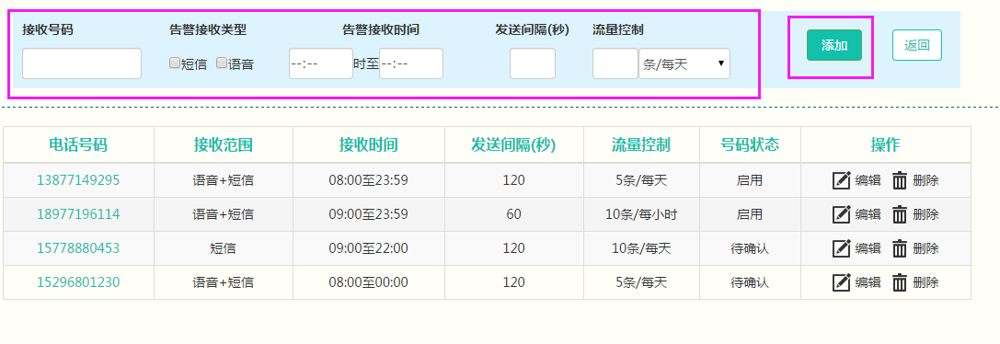 接收号码 告警接收类型 告警接收时间 发送间隔(秒) 流量控制
短信 语音 --:-- 时至 --:-- 条/每天 添加 返回
电话号码 接收范围 接收时间 发送间隔(秒) 流量控制 号码状态 操作
13877149295 语音+短信 08:00至23:59 120 5条/每天 启用 编辑 删除
18977196114 语音+短信 09:00至23:59 60 10条/每小时 启用 编辑 删除
15778880453 短信 09:00至22:00 120 10条/每天 待确认 编辑 删除
15296801230 语音+短信 08:00至00:00 120 5条/每天 待确认 编辑 删除